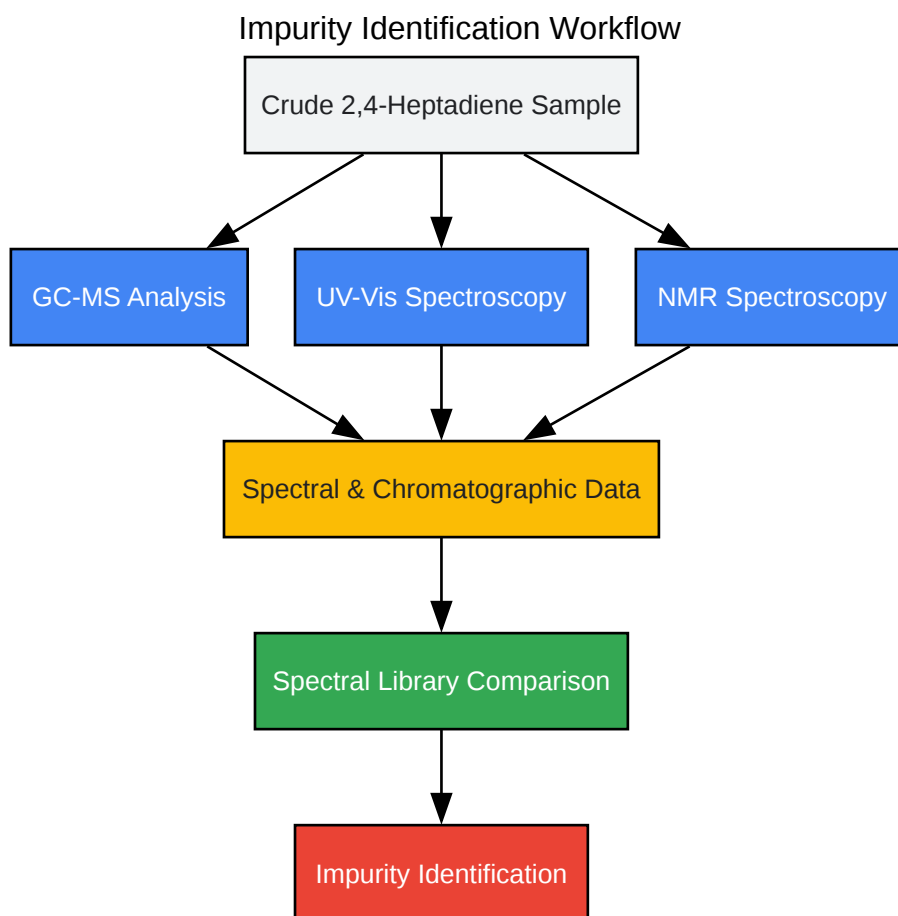 Impurity Identification Workflow
Crude 2,4-Heptadiene Sample
GC-MS Analysis
UV-Vis Spectroscopy
NMR Spectroscopy
Spectral & Chromatographic Data
Spectral Library Comparison
Impurity Identification